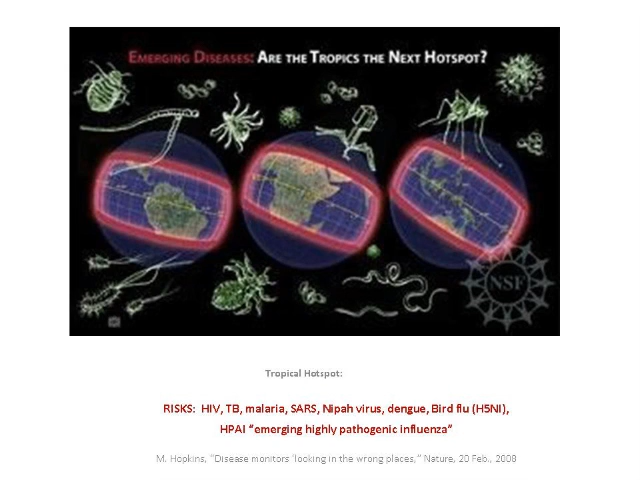 EMERGING DISEASES: ARE THE TROPICS THE NEXT HOTSPOT?
NSF
Tropical Hotspot:
RISKS: HIV, TB, malaria, SARS, Nipah virus, dengue, Bird flu (H5NI),
HPAI “emerging highly pathogenic influenza”
M. Hopkins, “Disease monitors ‘looking in the wrong places,” Nature, 20 Feb., 2008